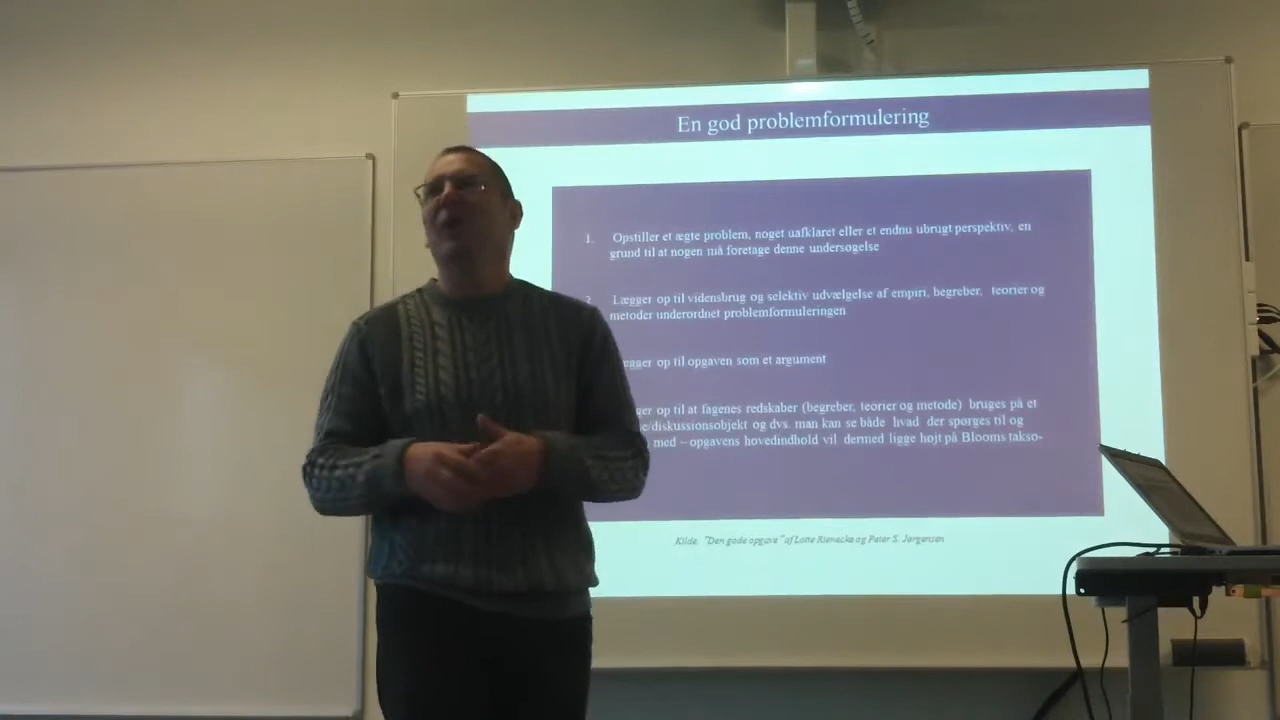 En god problemformulering
1. Opstiller et ægte problem, noget uafklaret eller et endnu ubrugt perspektiv, en
grund til at nogen må foretage denne undersøgelse
Lægger op til vidensbrug og selektiv udvælgelse af empiri, begreber, teorier og
metoder underordnet problemformuleringen
op til opgaven som et argument
op til at fagenes redskaber (begreber, teorier og metode) bruges på et
/diskussionsobjekt og dvs. man kan se både hvad der spørges til og
med – opgavens hovedindhold vil dermed ligge højt på Blooms takso-
Kilde: "Den gode opgave" af Lotte Rienecke og Peter S. Jørgensen